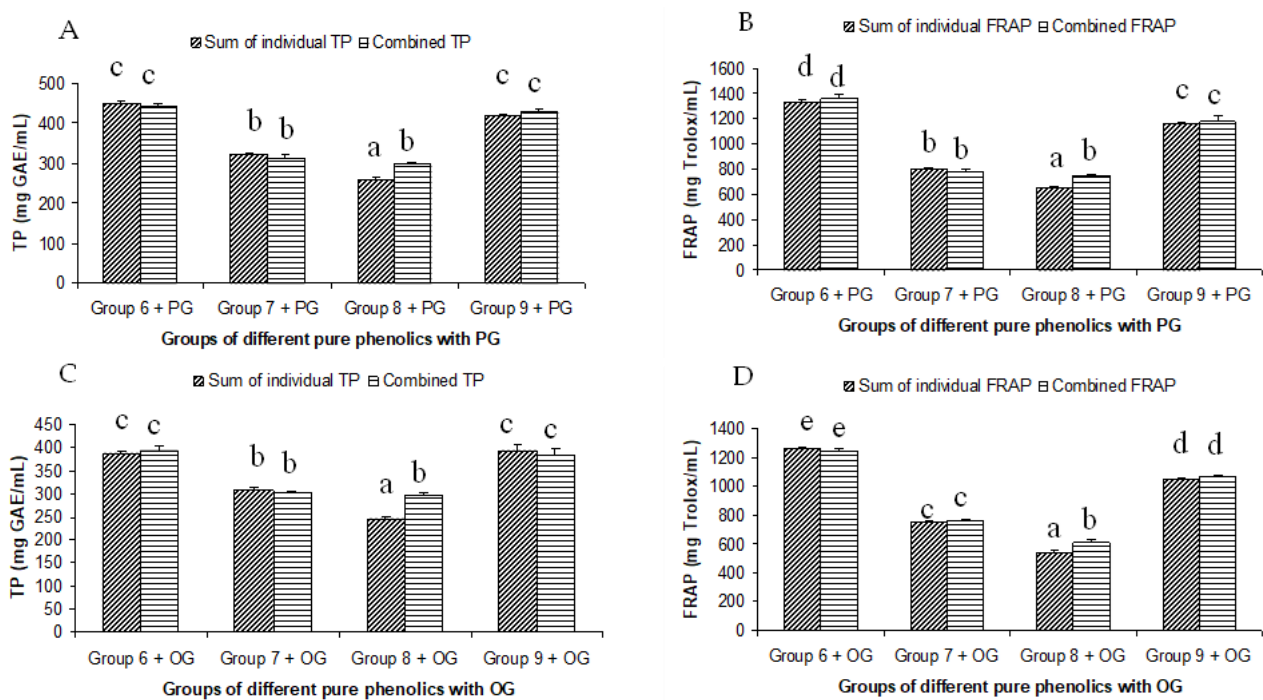 A
Sum of individual TP Combined TP
TP (mg GAE/mL)
500
400
300
200
100
0
c c b b a b c c
Group 6 + PG Group 7 + PG Group 8 + PG Group 9 + PG
Groups of different pure phenolics with PG
B
Sum of individual FRAP Combined FRAP
FRAP (mg Trolox/mL)
1600
1400
1200
1000
800
600
400
200
0
d d b b a b c c
Group 6 + PG Group 7 + PG Group 8 + PG Group 9 + PG
Groups of different pure phenolics with PG
C
Sum of individual TP Combined TP
TP (mg GAE/mL)
450
400
350
300
250
200
150
100
50
0
c c b b a b c c
Group 6 + OG Group 7 + OG Group 8 + OG Group 9 + OG
Groups of different pure phenolics with OG
D
Sum of individual FRAP Combined FRAP
FRAP (mg Trolox/mL)
1600
1400
1200
1000
800
600
400
200
0
e e c c a b d d
Group 6 + OG Group 7 + OG Group 8 + OG Group 9 + OG
Groups of different pure phenolics with OG